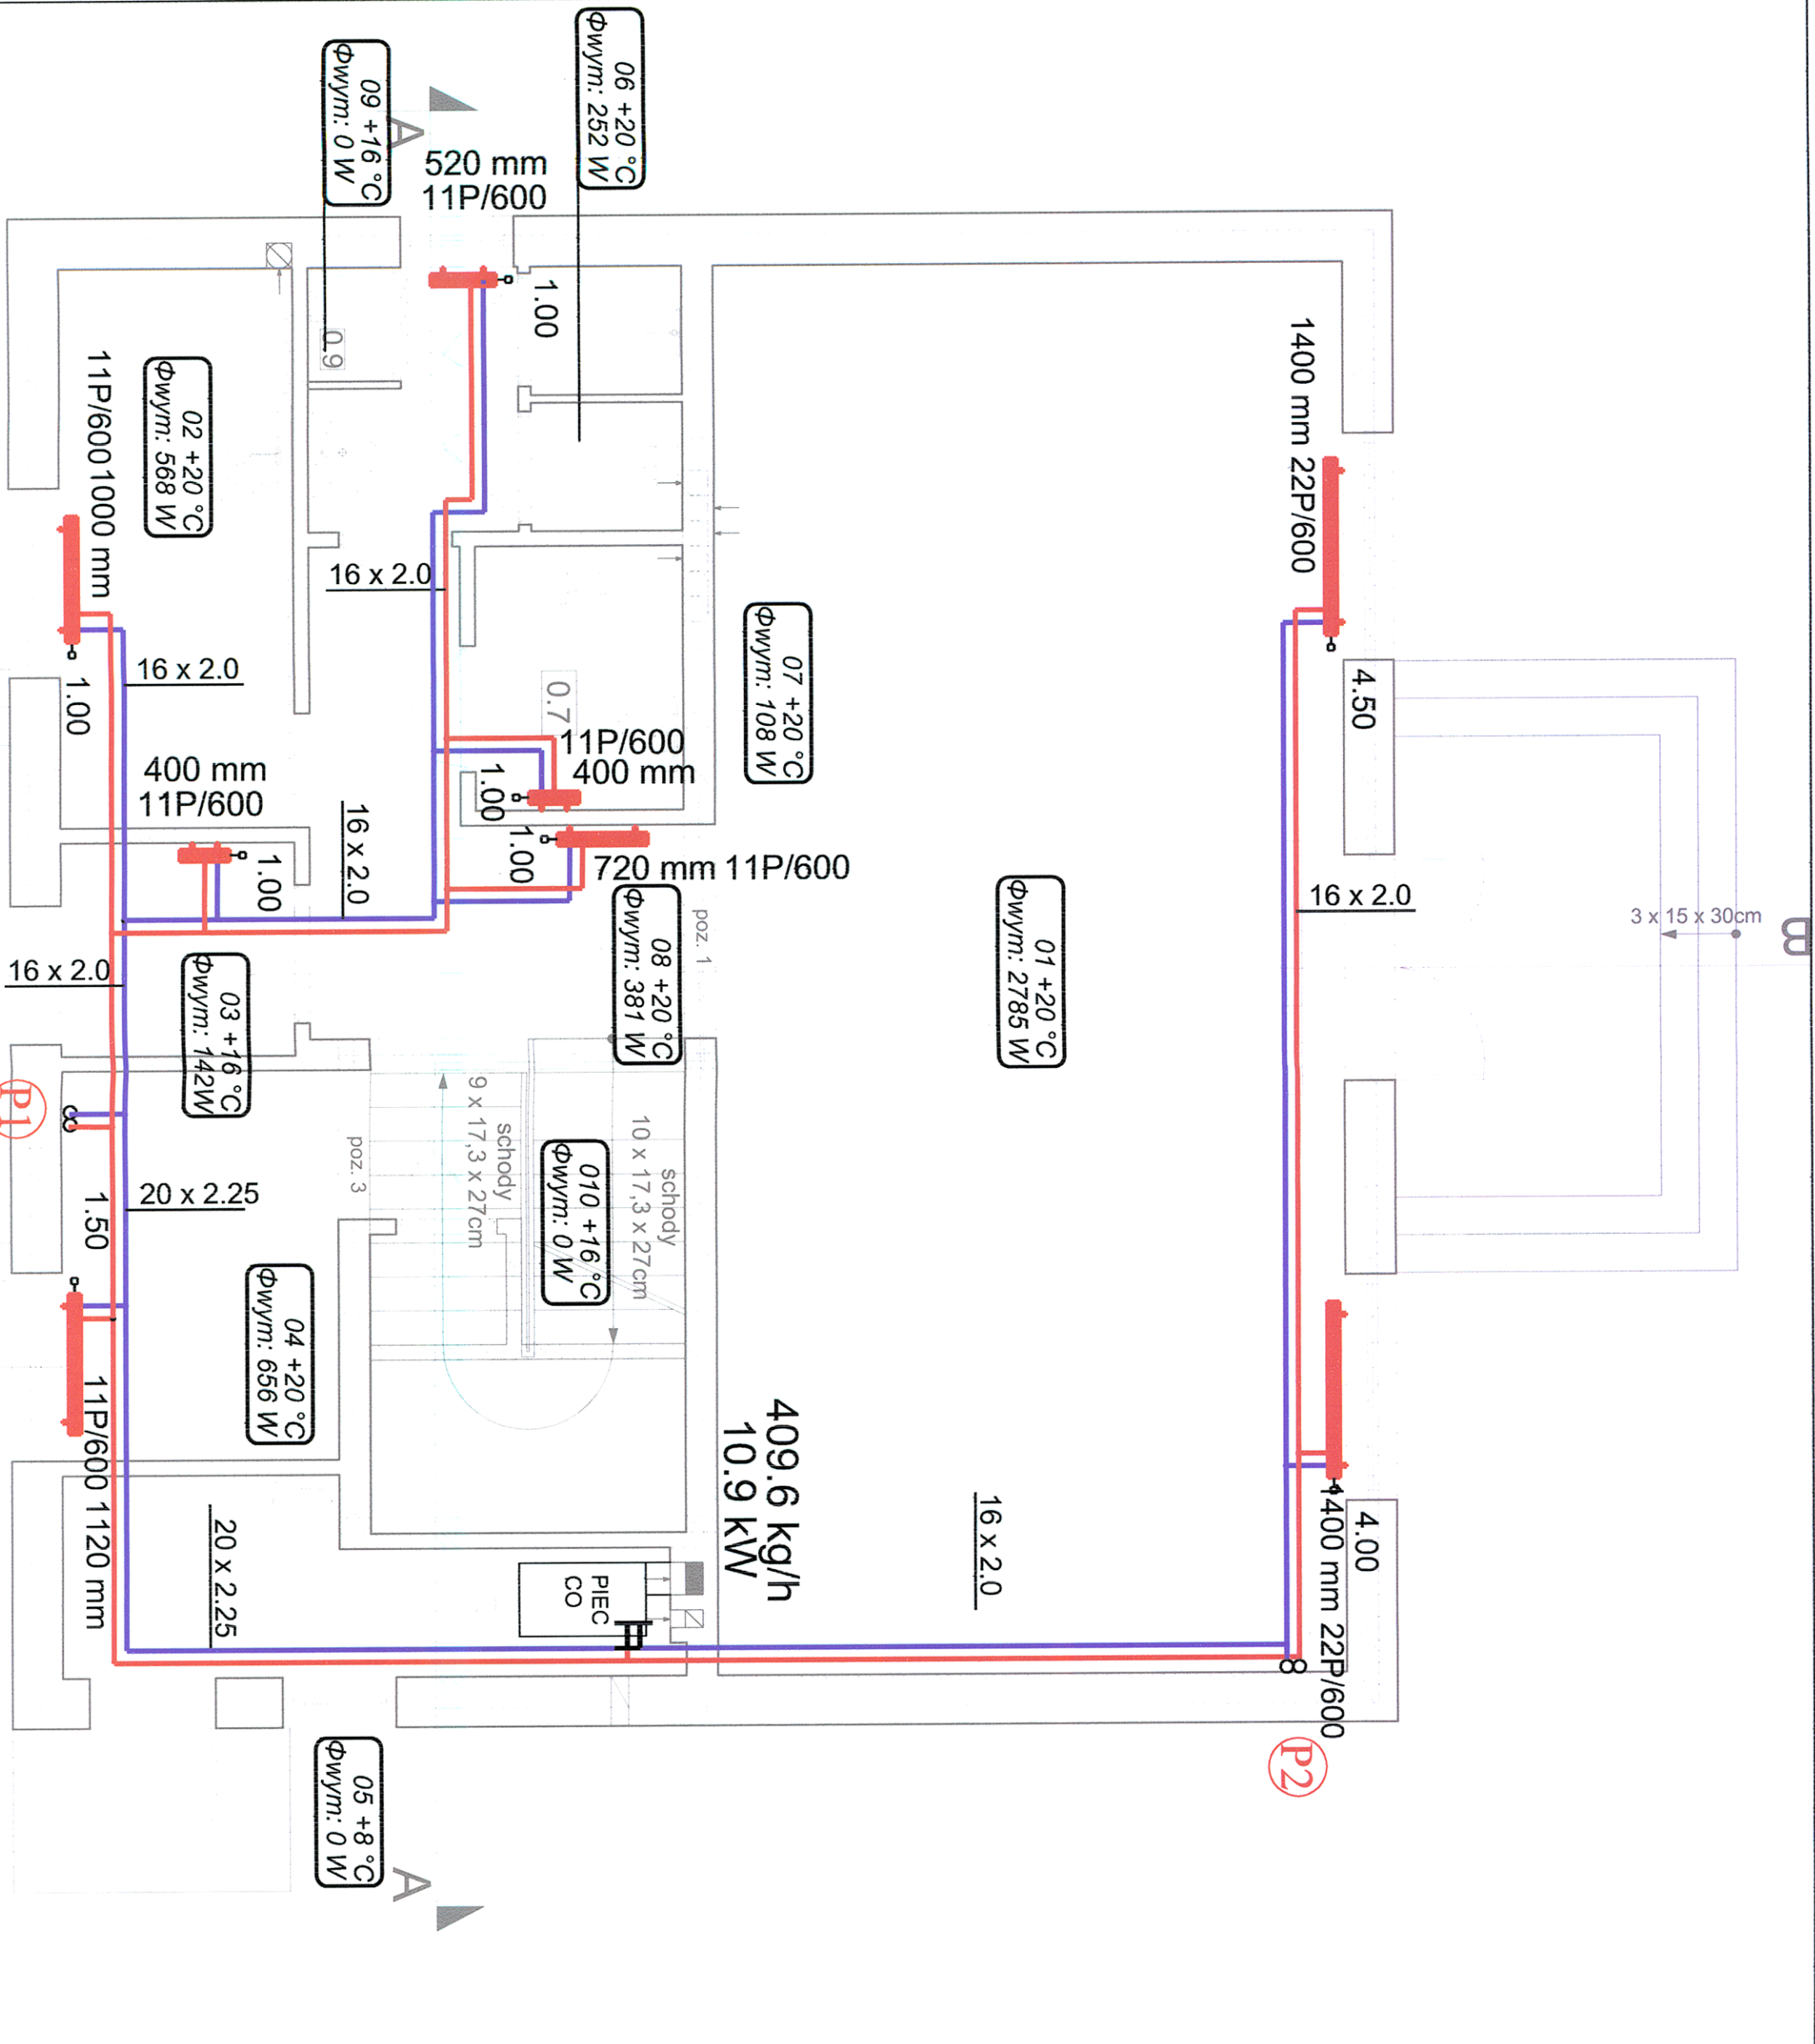 06 +20 °C
Φwym: 252 W
09 +16 °C
Φwym: 0 W
A
520 mm
11P/600
1.00
0.9
1400 mm 22P/600
02 +20 °C
Φwym: 568 W
11P/600 1000 mm
16 x 2.0
07 +20 °C
Φwym: 108 W
4.50
16 x 2.0
1.00
0.7
11P/600
400 mm
1.00
400 mm
11P/600
16 x 2.0
1.00
1.00
720 mm 11P/600
08 +20 °C
Φwym: 381 W
poz. 1
01 +20 °C
Φwym: 2785 W
16 x 2.0
3 x 15 x 30cm
B
16 x 2.0
03 +16 °C
Φwym: 142W
P1
poz. 3
schody
9 x 17,3 x 27cm
schody
10 x 17,3 x 27cm
010 +16 °C
Φwym: 0 W
20 x 2.25
1.50
04 +20 °C
Φwym: 656 W
11P/600 1120 mm
409.6 kg/h
10.9 kW
20 x 2.25
PIEC
CO
16 x 2.0
4.00
1400 mm 22P/600
P2
05 +8 °C
Φwym: 0 W
A